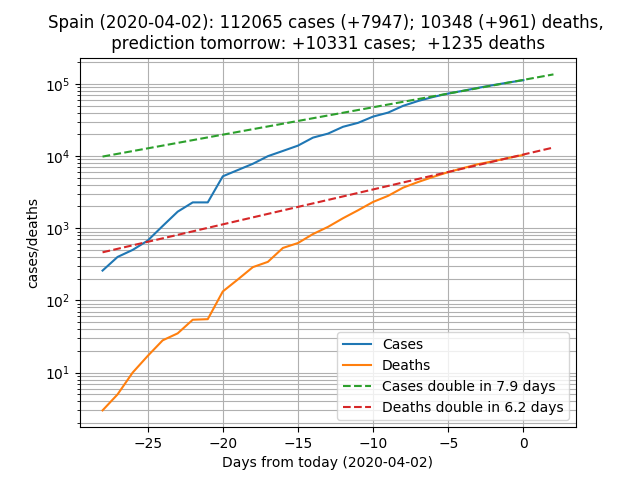 Spain (2020-04-02): 112065 cases (+7947); 10348 (+961) deaths,
prediction tomorrow: +10331 cases;  +1235 deaths
10^5
10^4
10^3
10^2
10^1
cases/deaths
Cases
Deaths
Cases double in 7.9 days
Deaths double in 6.2 days
−25 −20 −15 −10 −5 0
Days from today (2020-04-02)